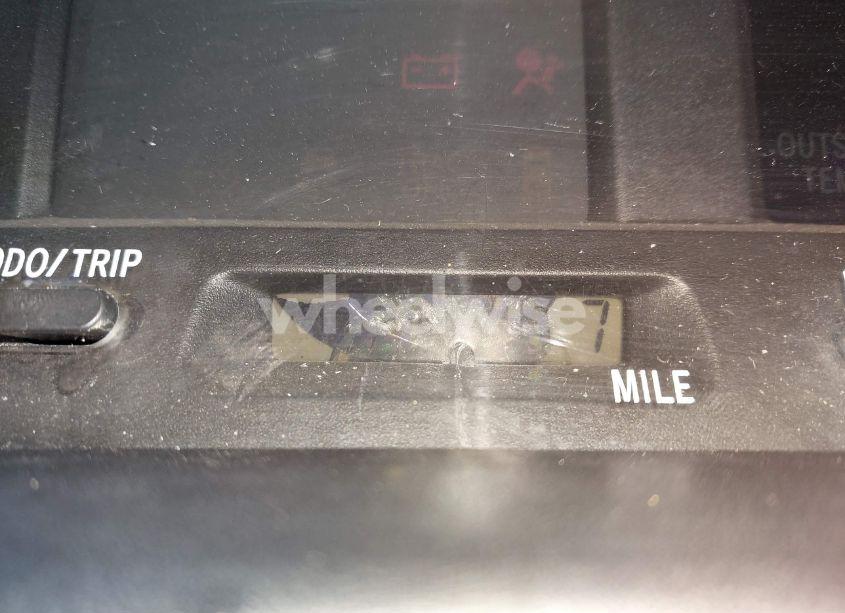 OUTS
TEM
ODO/TRIP
wheelwise
7
MILE